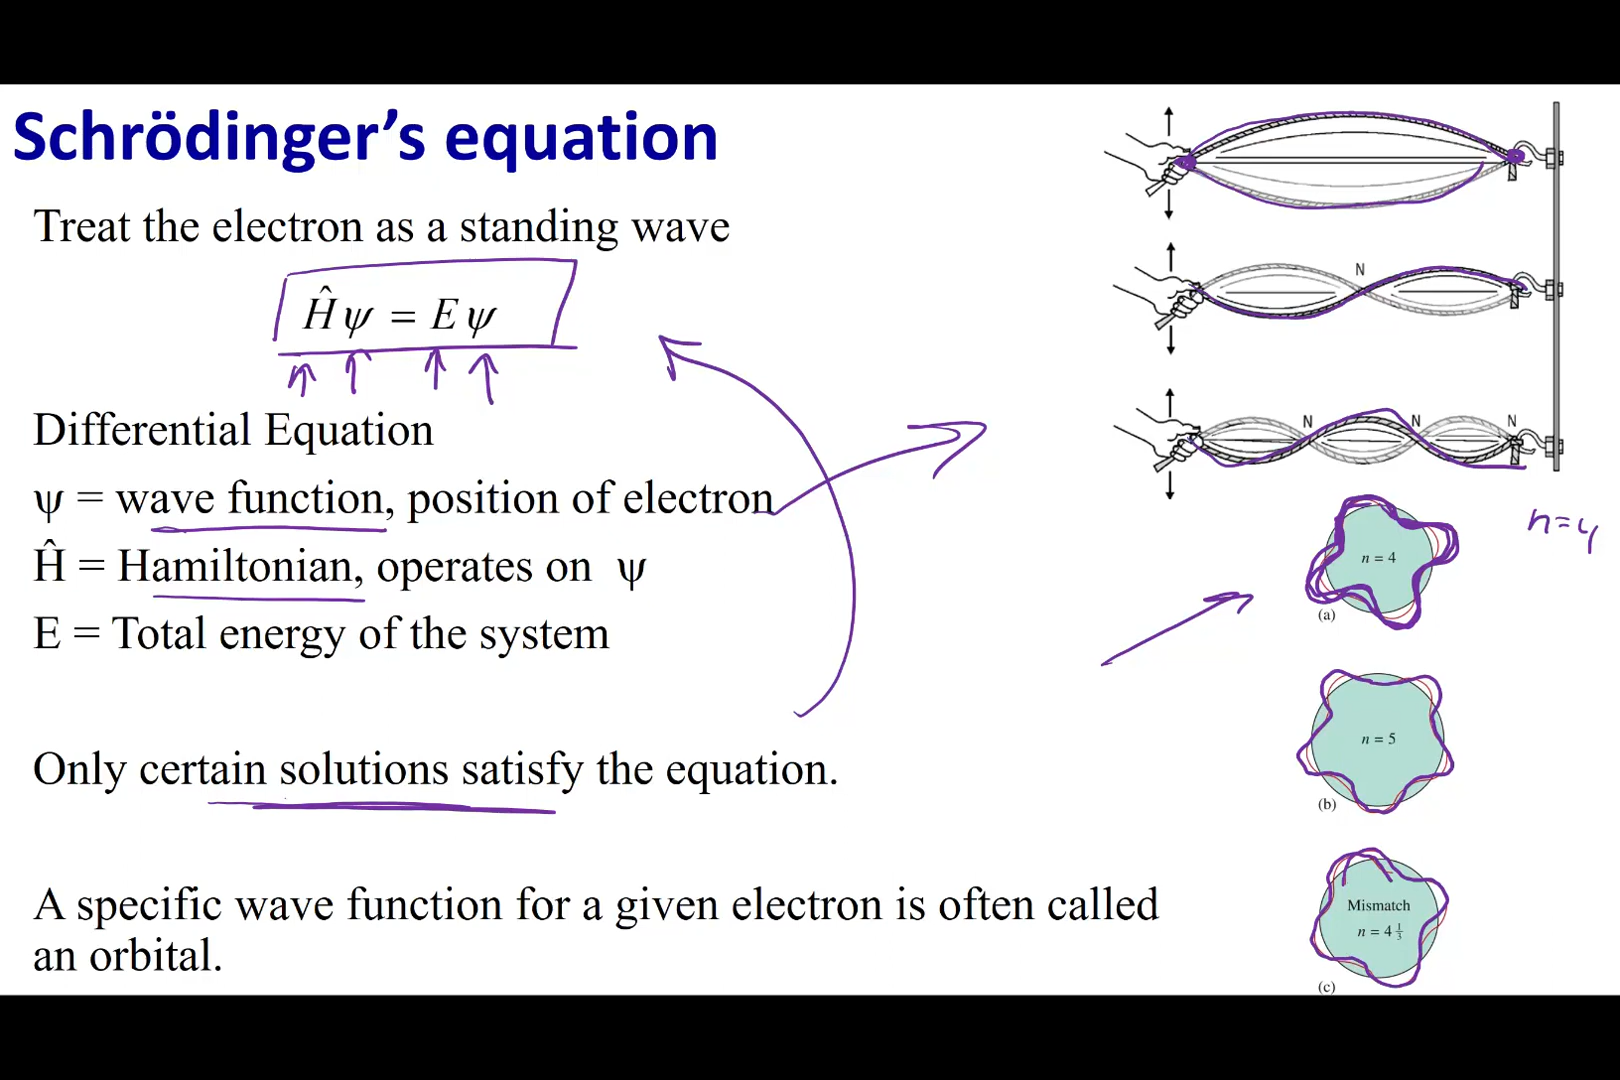 Schrödinger's equation
Treat the electron as a standing wave
Ĥψ = Eψ
Differential Equation
ψ = wave function, position of electron
Ĥ = Hamiltonian, operates on ψ
E = Total energy of the system
Only certain solutions satisfy the equation.
A specific wave function for a given electron is often called
an orbital.
N
N
N
N
n = 4
n=4
(a)
n = 5
(b)
Mismatch
n = 4 1/3
(c)